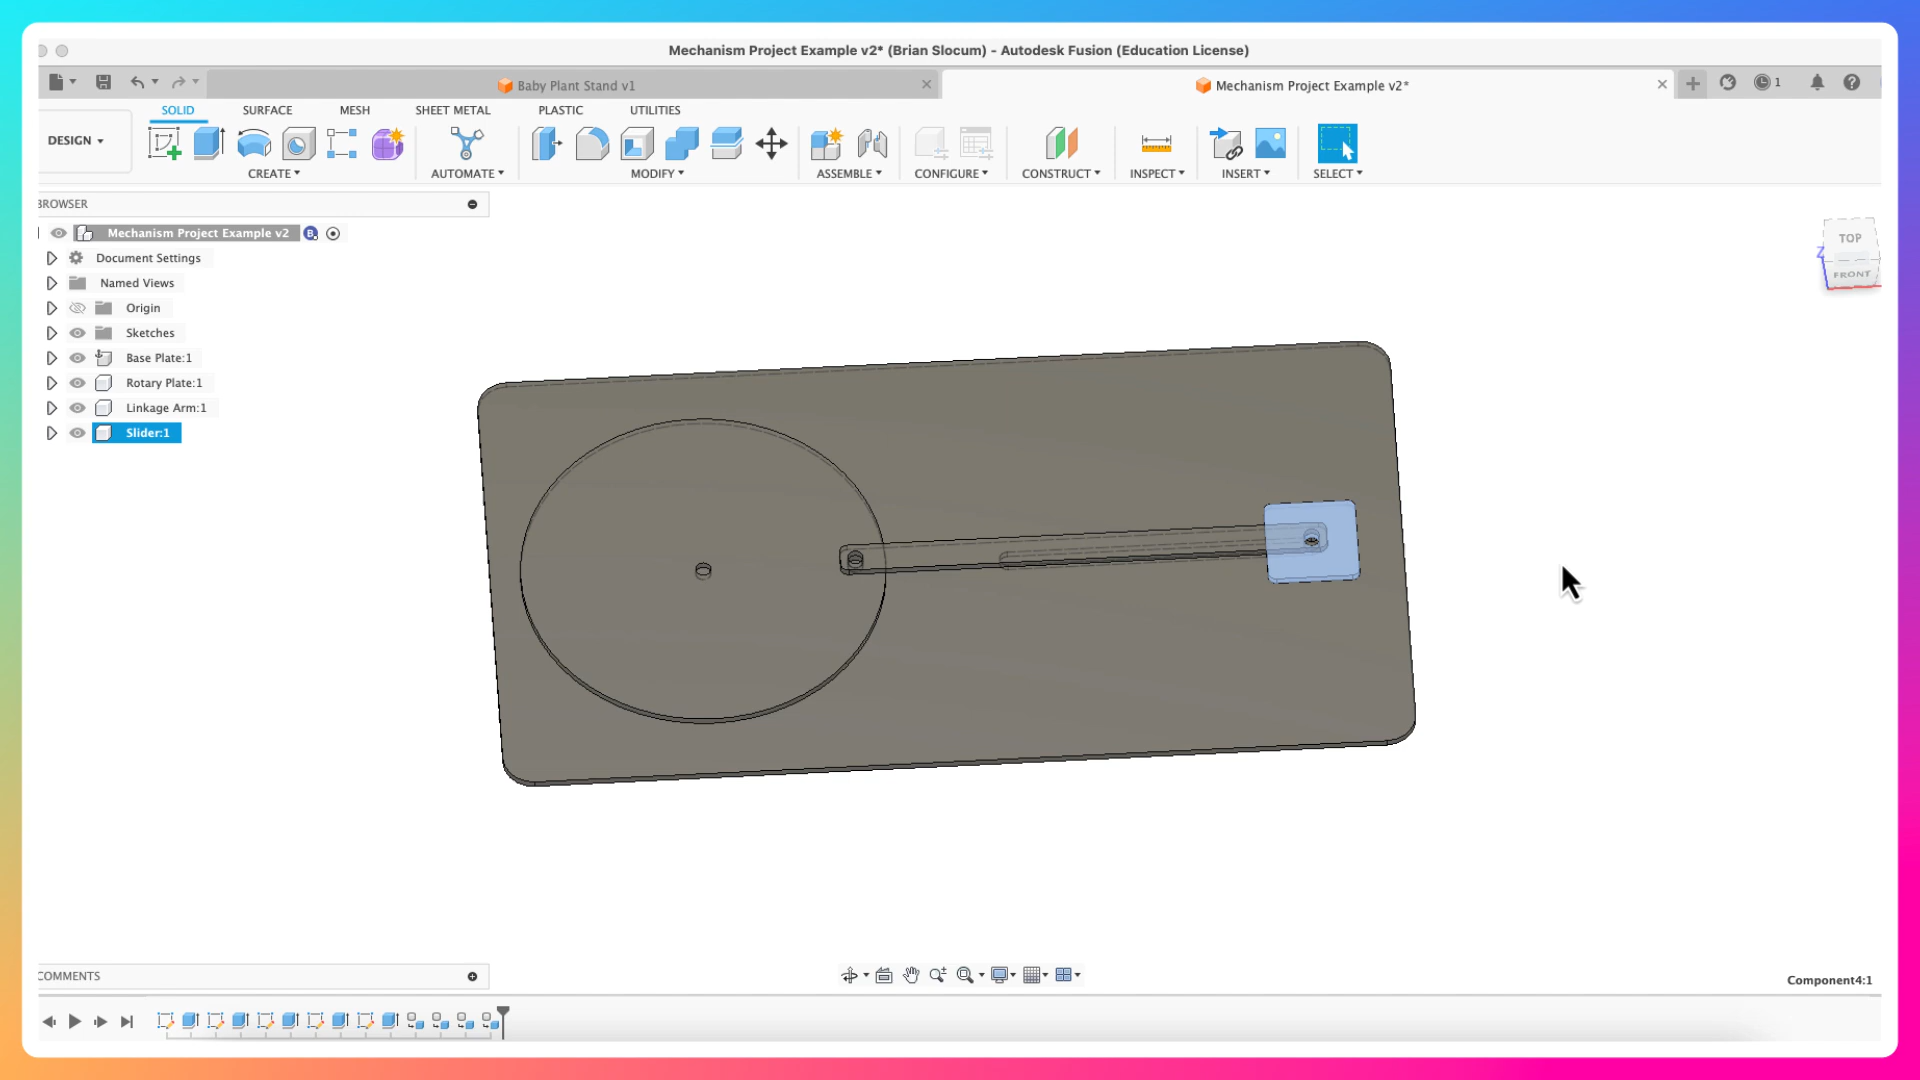 Mechanism Project Example v2* (Brian Slocum) - Autodesk Fusion (Education License)
Baby Plant Stand v1
Mechanism Project Example v2*
1
SOLID SURFACE MESH SHEET METAL PLASTIC UTILITIES
DESIGN
CREATE AUTOMATE MODIFY ASSEMBLE CONFIGURE CONSTRUCT INSPECT INSERT SELECT
BROWSER
Mechanism Project Example v2
B
Document Settings
Named Views
Origin
Sketches
Base Plate:1
Rotary Plate:1
Linkage Arm:1
Slider:1
TOP
Z
FRONT
COMMENTS
Component4:1